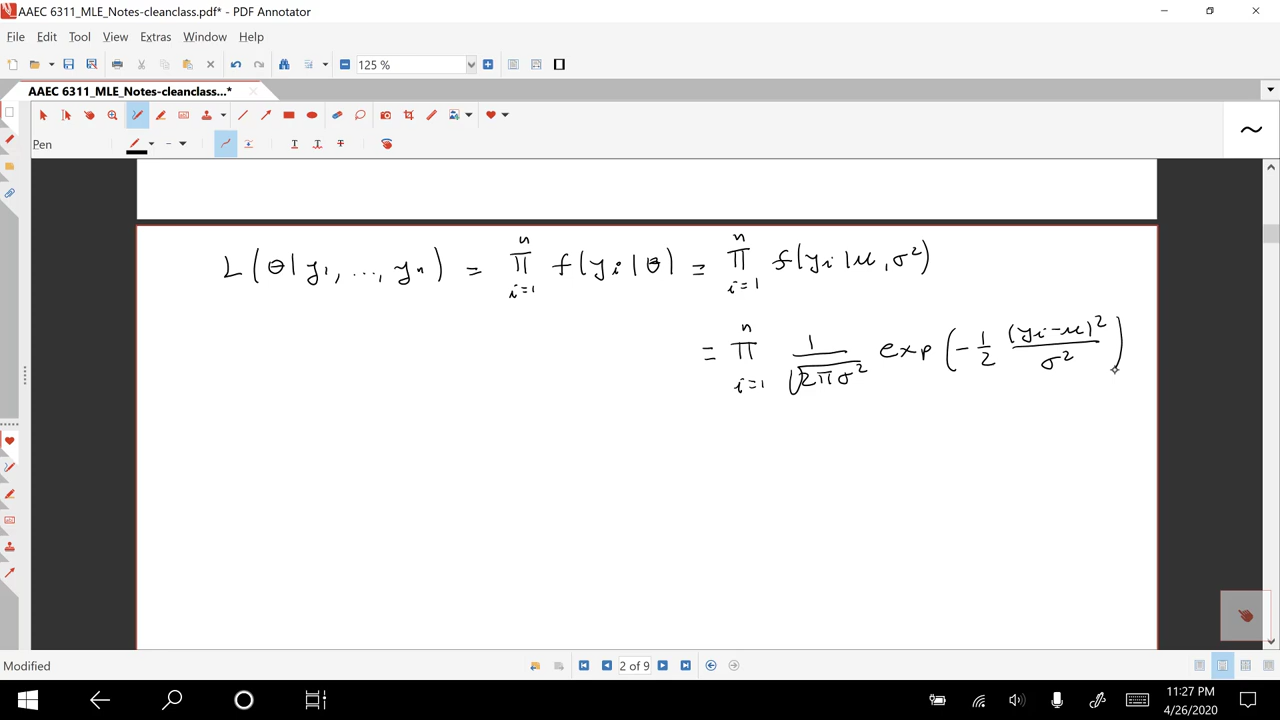 AAEC 6311_MLE_Notes-cleanclass.pdf* - PDF Annotator
File Edit Tool View Extras Window Help
125 %
AAEC 6311_MLE_Notes-cleanclass...*
Pen
L(θ|y₁, ..., yₙ) = ∏ᵢ₌₁ⁿ f(yᵢ|θ) = ∏ᵢ₌₁ⁿ f(yᵢ|μ, σ²)
= ∏ᵢ₌₁ⁿ 1/√(2πσ²) exp(-1/2 (yᵢ-μ)²/σ²)
Modified
2 of 9
11:27 PM
4/26/2020